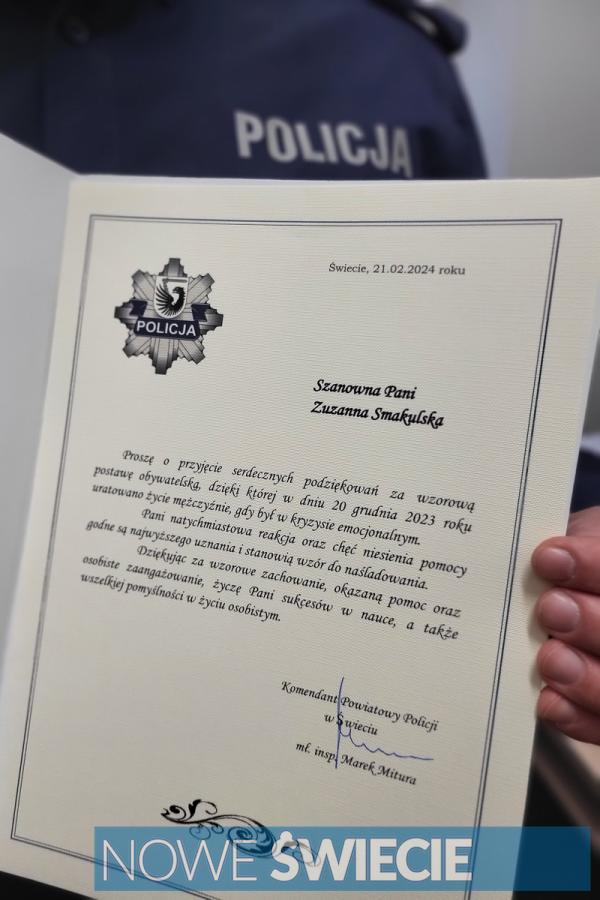 POLICJA
Świecie, 21.02.2024 roku
POLICJA
Szanowna Pani
Zuzanna Smakulska
Proszę o przyjęcie serdecznych podziękowań za wzorową
postawę obywatelską, dzięki której w dniu 20 grudnia 2023 roku
uratowano życie mężczyźnie, gdy był w kryzysie emocjonalnym.
Pani natychmiastowa reakcja oraz chęć niesienia pomocy
godne są najwyższego uznania i stanowią wzór do naśladowania.
Dziękując za wzorowe zachowanie, okazaną pomoc oraz
osobiste zaangażowanie, życzę Pani sukcesów w nauce, a także
wszelkiej pomyślności w życiu osobistym.
Komendant Powiatowy Policji
w Świeciu
mł. insp. Marek Mitura
NOWE ŚWIECIE